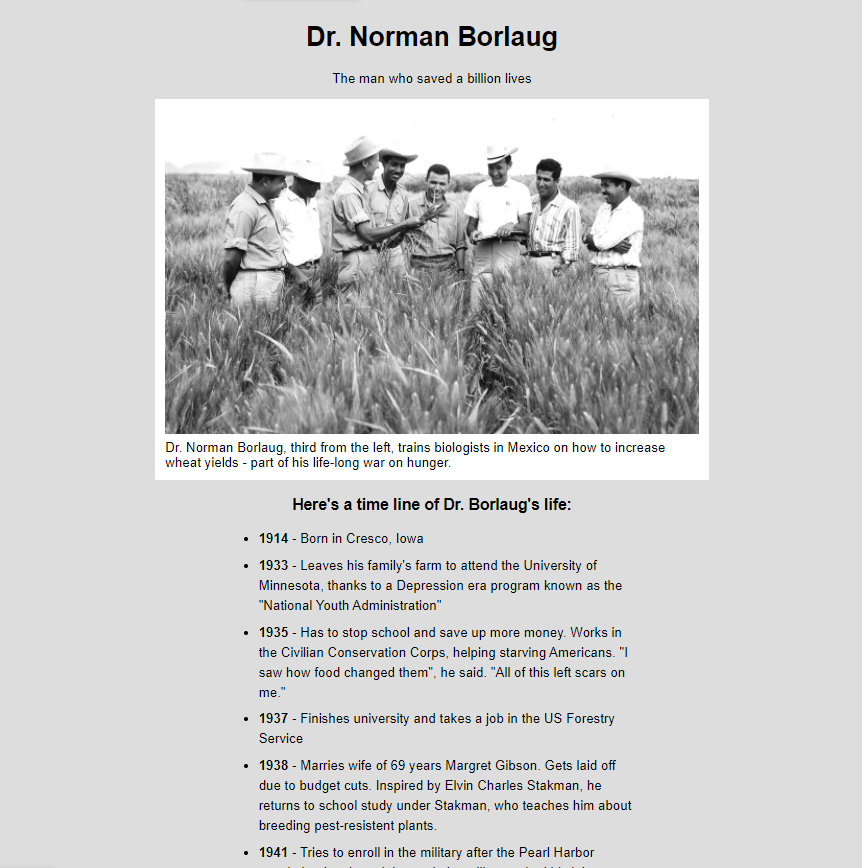 Dr. Norman Borlaug
The man who saved a billion lives
Dr. Norman Borlaug, third from the left, trains biologists in Mexico on how to increase
wheat yields - part of his life-long war on hunger.
Here's a time line of Dr. Borlaug's life:
• 1914 - Born in Cresco, Iowa
• 1933 - Leaves his family's farm to attend the University of
Minnesota, thanks to a Depression era program known as the
"National Youth Administration"
• 1935 - Has to stop school and save up more money. Works in
the Civilian Conservation Corps, helping starving Americans. "I
saw how food changed them", he said. "All of this left scars on
me."
• 1937 - Finishes university and takes a job in the US Forestry
Service
• 1938 - Marries wife of 69 years Margret Gibson. Gets laid off
due to budget cuts. Inspired by Elvin Charles Stakman, he
returns to school study under Stakman, who teaches him about
breeding pest-resistent plants.
• 1941 - Tries to enroll in the military after the Pearl Harbor